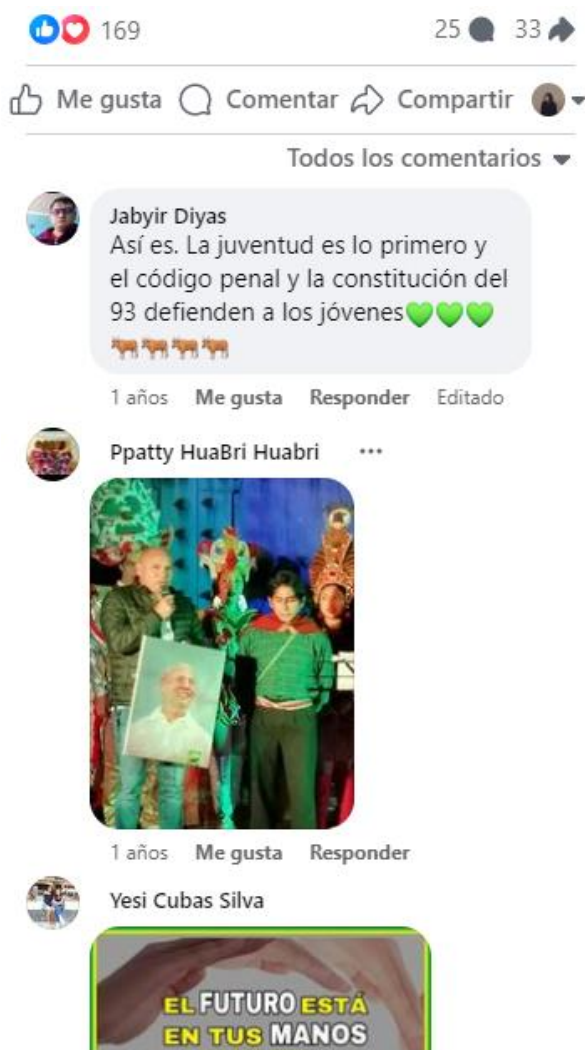 169 25 33
Me gusta Comentar Compartir
Todos los comentarios
Jabyir Diyas
Así es. La juventud es lo primero y
el código penal y la constitución del
93 defienden a los jóvenes💚💚💚
🐂🐂🐂🐂
1 años Me gusta Responder Editado
Ppatty HuaBri Huabri ...
1 años Me gusta Responder
Yesi Cubas Silva
EL FUTURO ESTÁ
EN TUS MANOS